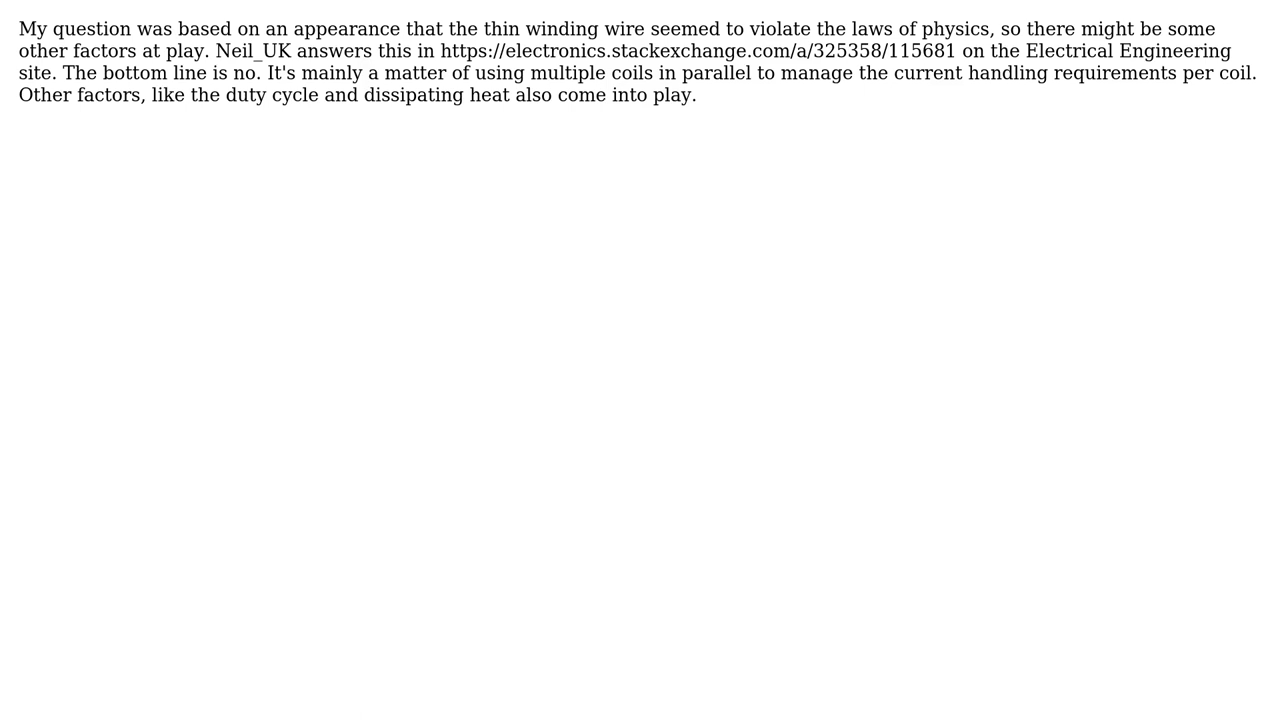 My question was based on an appearance that the thin winding wire seemed to violate the laws of physics, so there might be some
other factors at play. Neil_UK answers this in https://electronics.stackexchange.com/a/325358/115681 on the Electrical Engineering
site. The bottom line is no. It's mainly a matter of using multiple coils in parallel to manage the current handling requirements per coil.
Other factors, like the duty cycle and dissipating heat also come into play.